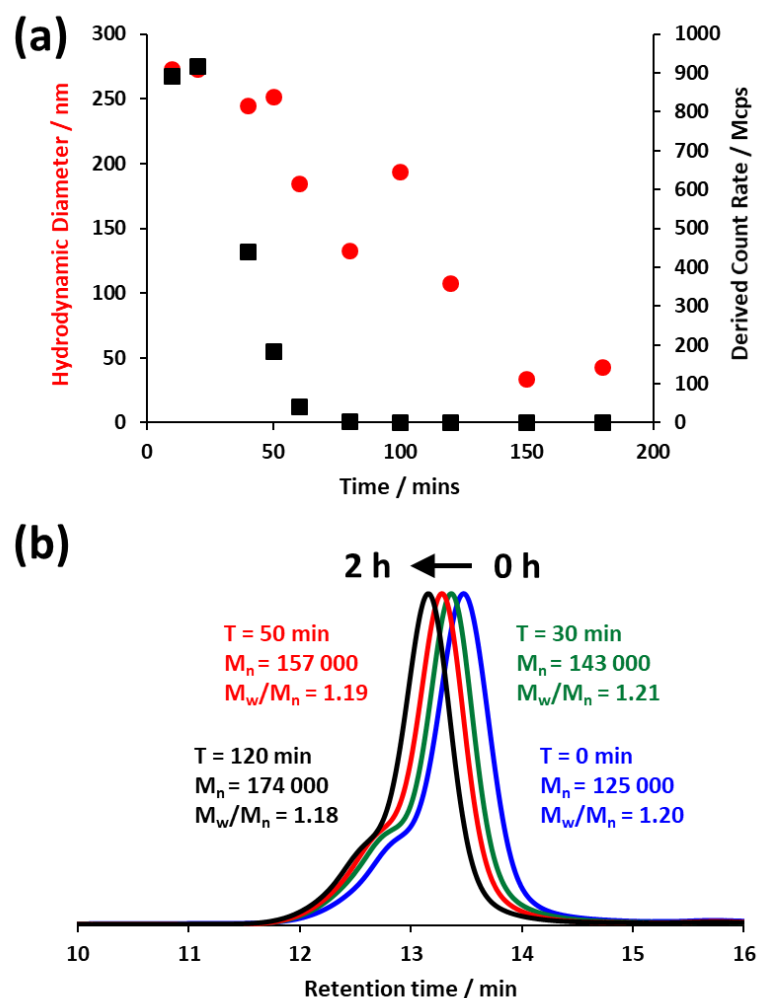 (a)
Hydrodynamic Diameter / nm
300
250
200
150
100
50
0
1000
900
800
700
600
500
400
300
200
100
0
Derived Count Rate / Mcps
0 50 100 150 200
Time / mins
(b)
2 h 0 h
T = 50 min
Mn = 157 000
Mw/Mn = 1.19
T = 30 min
Mn = 143 000
Mw/Mn = 1.21
T = 120 min
Mn = 174 000
Mw/Mn = 1.18
T = 0 min
Mn = 125 000
Mw/Mn = 1.20
10 11 12 13 14 15 16
Retention time / min